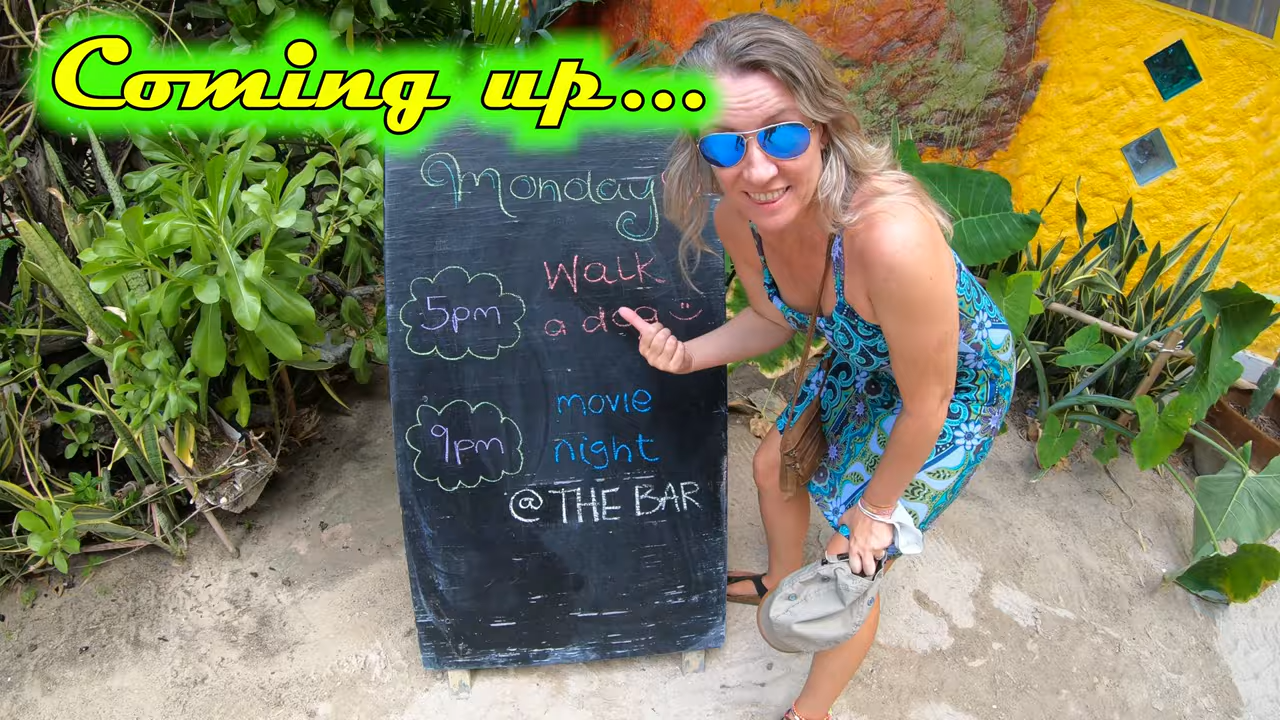 Coming up...
Monday
5pm
Walk
a dog
9pm
movie
night
@ THE BAR